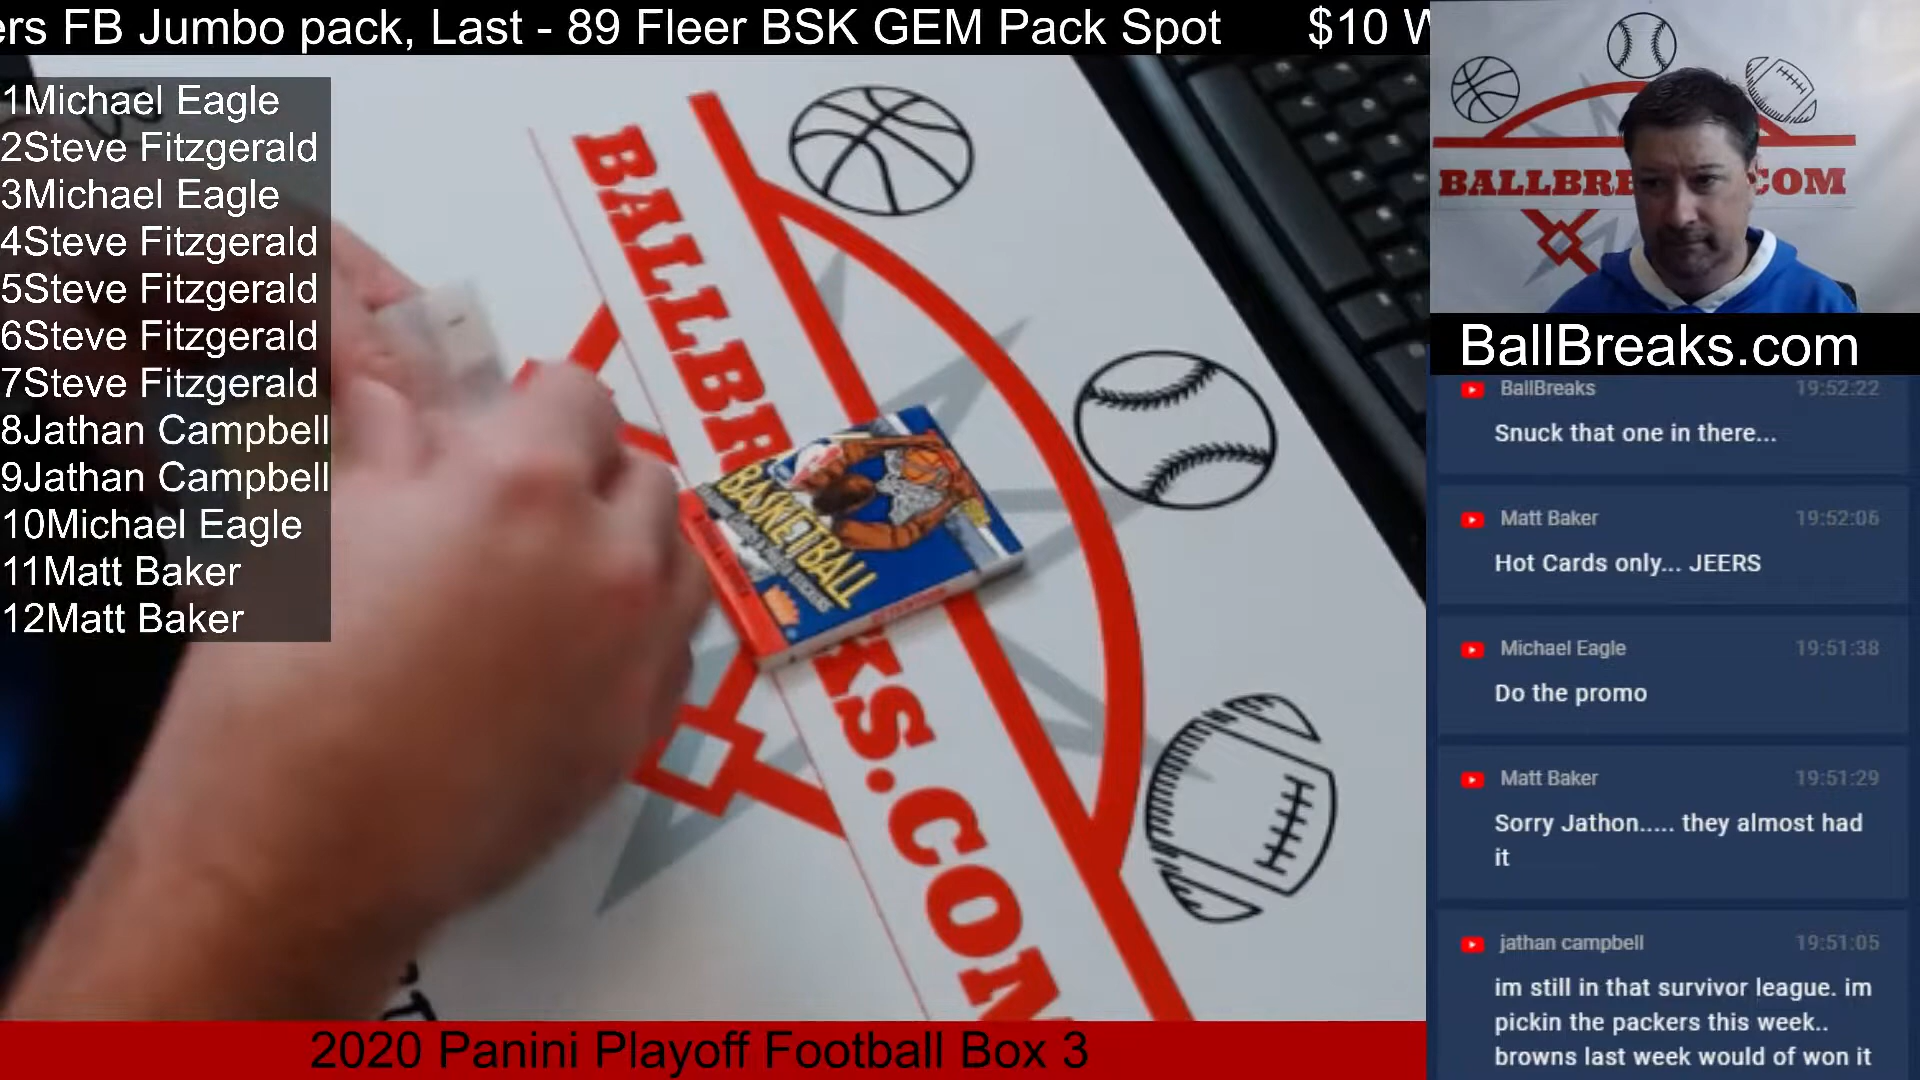 ers FB Jumbo pack, Last - 89 Fleer BSK GEM Pack Spot $10 W
1Michael Eagle
2Steve Fitzgerald
3Michael Eagle
4Steve Fitzgerald
5Steve Fitzgerald
6Steve Fitzgerald
7Steve Fitzgerald
8Jathan Campbell
9Jathan Campbell
10Michael Eagle
11Matt Baker
12Matt Baker
BALLBR
KS.COM
BASKETBALL
2020 Panini Playoff Football Box 3
BALLBRE COM
BallBreaks.com
BallBreaks 19:52:22
Snuck that one in there...
Matt Baker 19:52:06
Hot Cards only... JEERS
Michael Eagle 19:51:38
Do the promo
Matt Baker 19:51:29
Sorry Jathon..... they almost had
it
jathan campbell 19:51:05
im still in that survivor league. im
pickin the packers this week..
browns last week would of won it